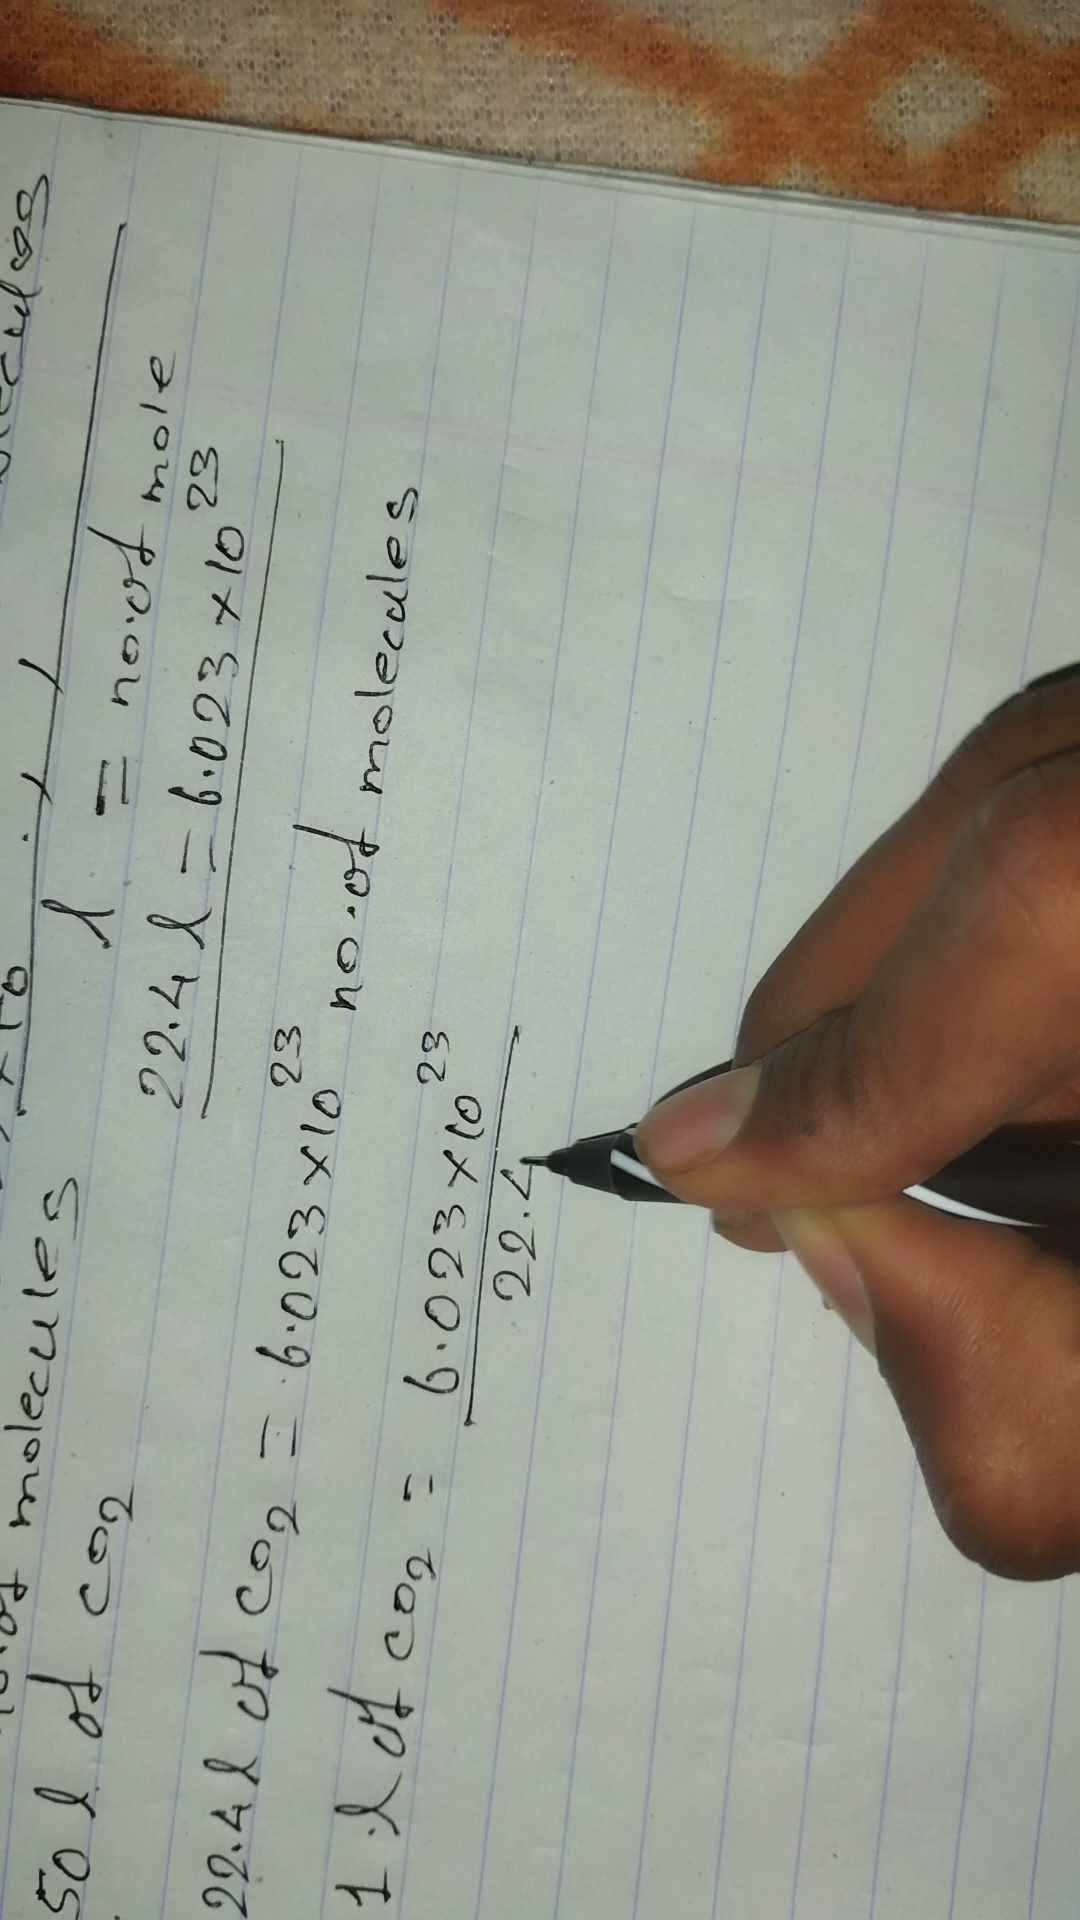 molecules
50 l of co2
l = no.of mole
22.4 l = 6.023 × 10^23
22.4 l of co2 = 6.023 × 10^23 no.of molecules
1 l of co2 = 6.023 × 10^23
22.4